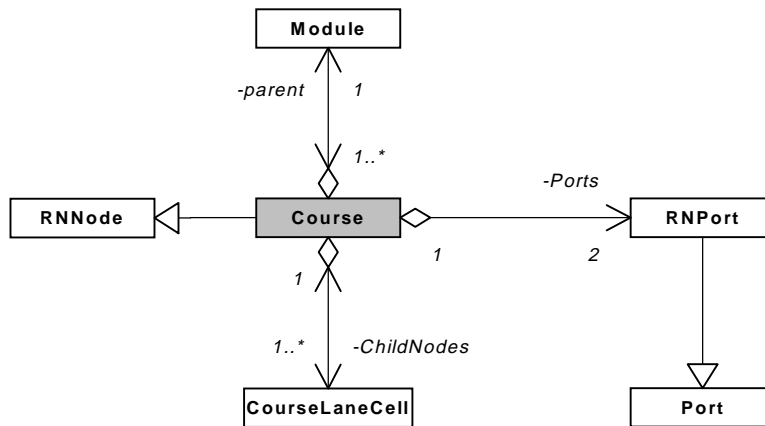 Module
-parent 1
1..*
-Ports
RNNode
Course
RNPort
1
1 2
1..* -ChildNodes
CourseLaneCell
Port